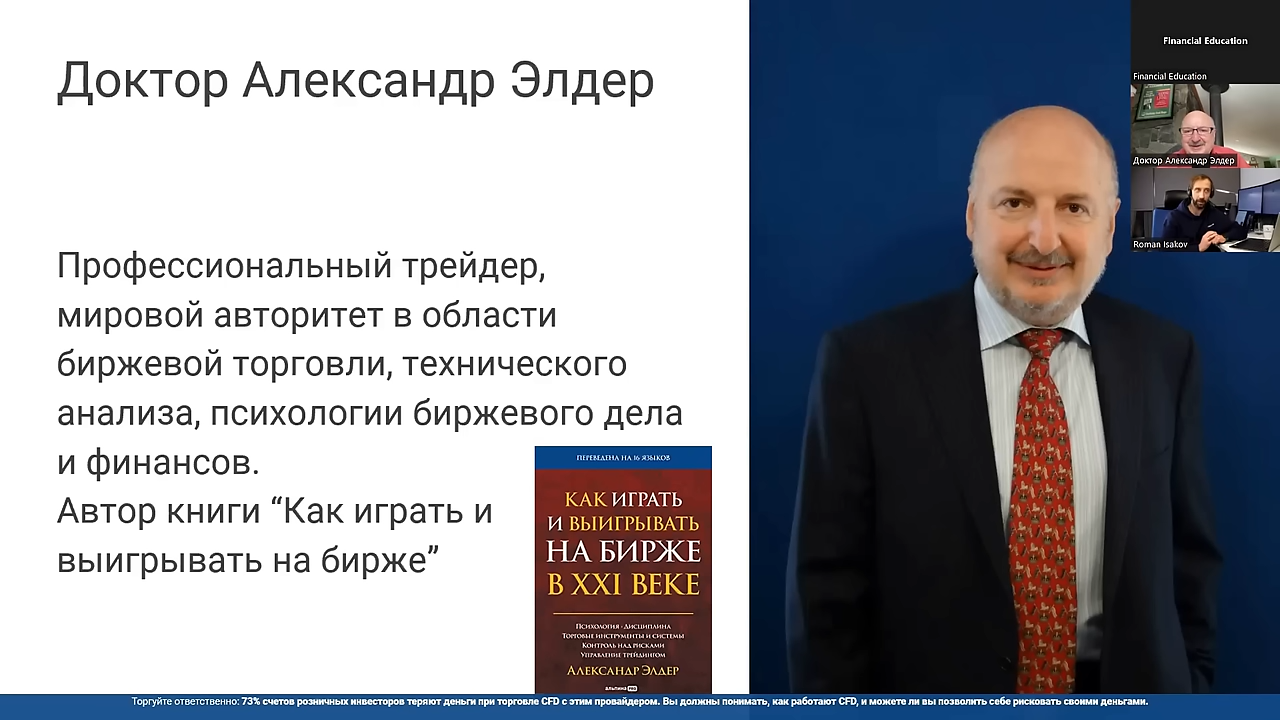 Доктор Александр Элдер
Профессиональный трейдер,
мировой авторитет в области
биржевой торговли, технического
анализа, психологии биржевого дела
и финансов.
Автор книги “Как играть и
выигрывать на бирже”
ПЕРЕВЕДЕНА НА 16 ЯЗЫКОВ
КАК ИГРАТЬ
И ВЫИГРЫВАТЬ
НА БИРЖЕ
В XXI ВЕКЕ
ПСИХОЛОГИЯ · ДИСЦИПЛИНА
ТОРГОВЫЕ ИНСТРУМЕНТЫ И СИСТЕМЫ
КОНТРОЛЬ НАД РИСКАМИ
УПРАВЛЕНИЕ ТРЕЙДИНГОМ
АЛЕКСАНДР ЭЛДЕР
альпина PRO
Financial Education
Financial Education
Доктор Александр Элдер
Roman Isakov
Торгуйте ответственно: 73% счетов розничных инвесторов теряют деньги при торговле CFD с этим провайдером. Вы должны понимать, как работают CFD, и можете ли вы позволить себе рисковать своими деньгами.